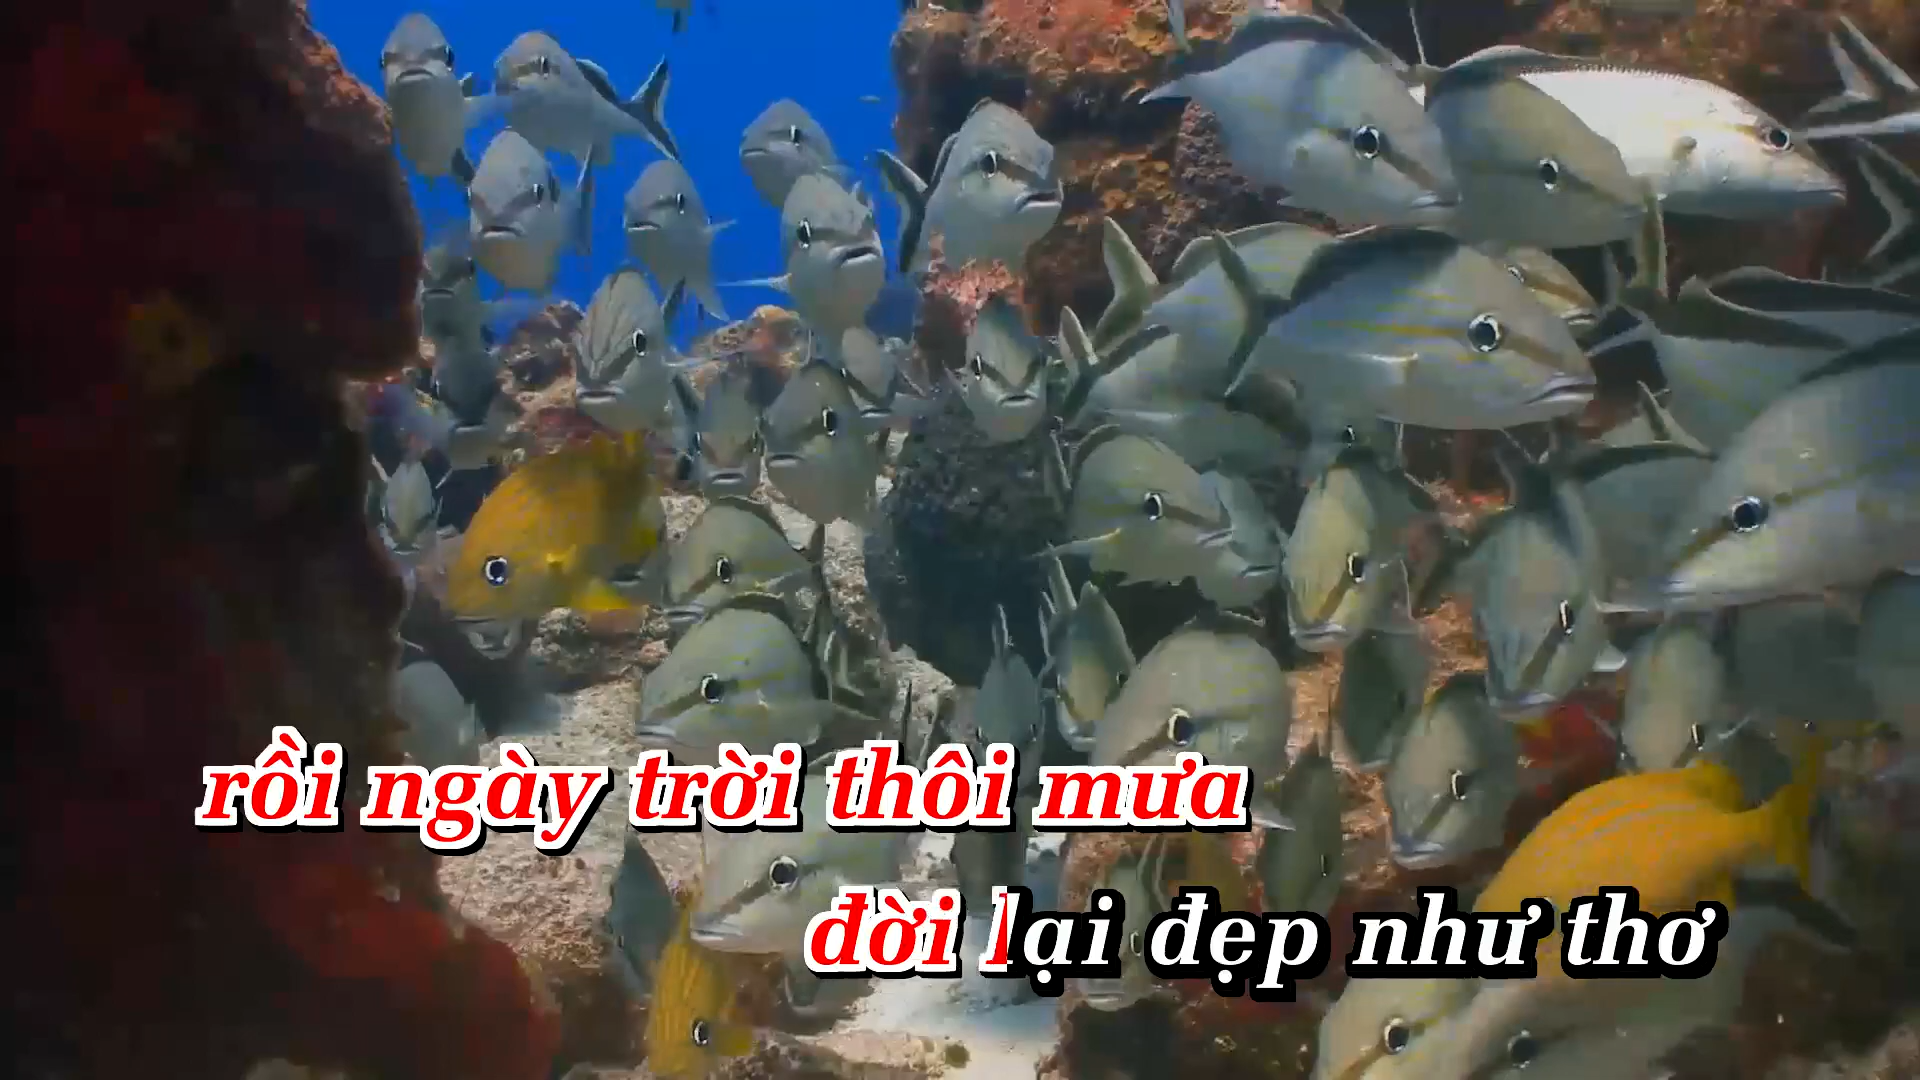 rồi ngày trời thôi mưa
đời lại đẹp như thơ